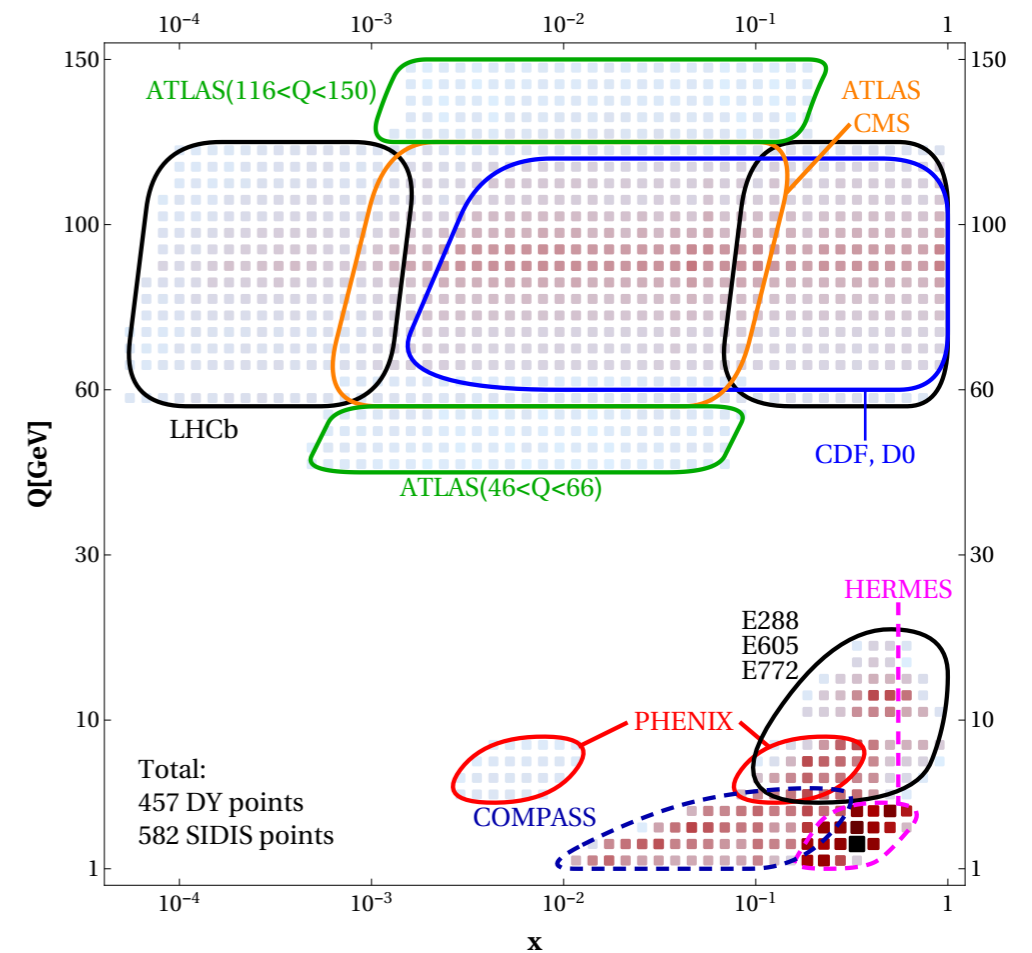 10⁻⁴ 10⁻³ 10⁻² 10⁻¹ 1
150 150
ATLAS(116<Q<150)
ATLAS
CMS
100 100
60 60
LHCb
CDF, D0
ATLAS(46<Q<66)
Q[GeV]
30 30
HERMES
E288
E605
E772
PHENIX
10 10
Total:
457 DY points
582 SIDIS points
COMPASS
1 1
10⁻⁴ 10⁻³ 10⁻² 10⁻¹ 1
x